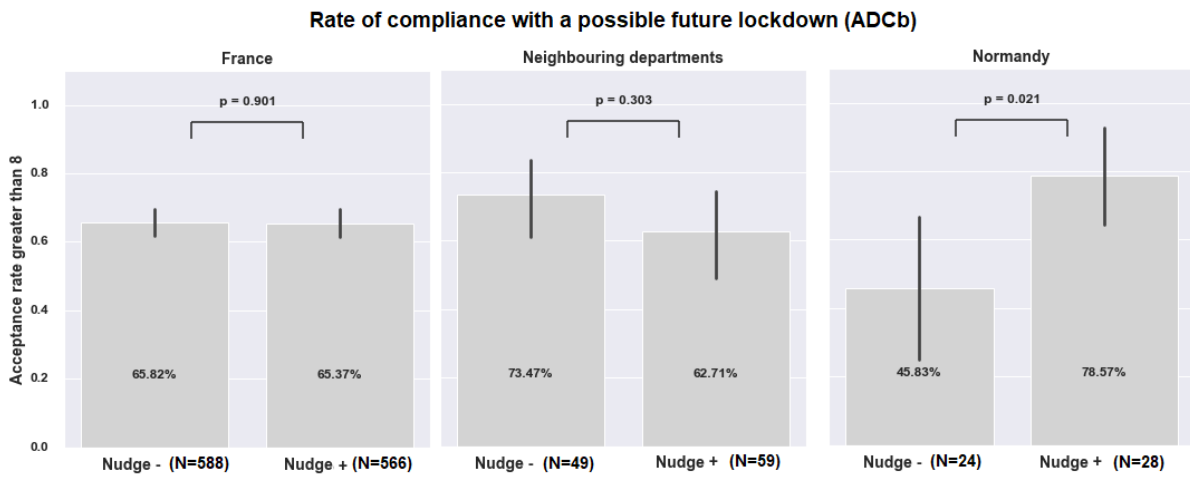 Rate of compliance with a possible future lockdown (ADCb)
France
Neighbouring departments
Normandy
Acceptance rate greater than 8
1.0
0.8
0.6
0.4
0.2
0.0
p = 0.901
p = 0.303
p = 0.021
65.82%
65.37%
73.47%
62.71%
45.83%
78.57%
Nudge - (N=588)
Nudge + (N=566)
Nudge - (N=49)
Nudge + (N=59)
Nudge - (N=24)
Nudge + (N=28)